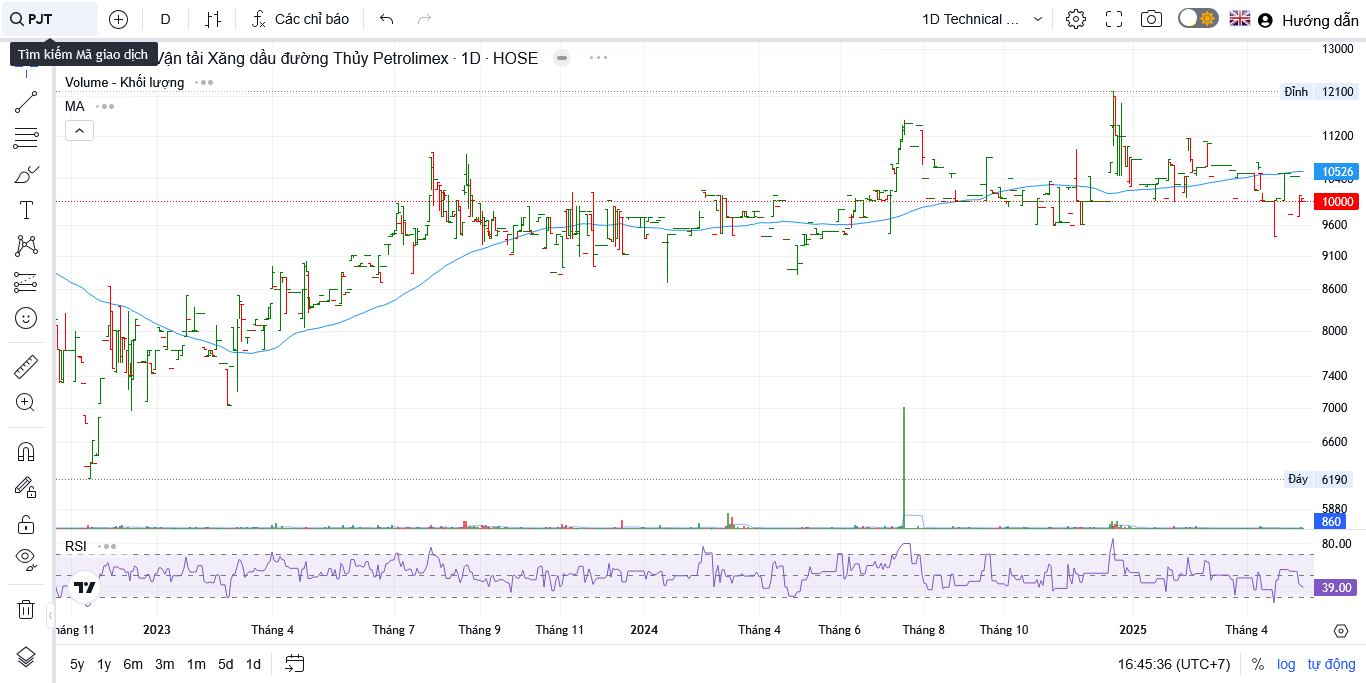 PJT
D
Các chỉ báo
1D Technical ...
Hướng dẫn
Tìm kiếm Mã giao dịch
Vận tải Xăng dầu đường Thủy Petrolimex · 1D · HOSE
Volume - Khối lượng
MA
13000
Đỉnh 12100
11200
10526
10000
9600
9100
8600
8000
7400
7000
6600
Đáy 6190
5880
860
RSI
80.00
39.00
háng 11 2023 Tháng 4 Tháng 7 Tháng 9 Tháng 11 2024 Tháng 4 Tháng 6 Tháng 8 Tháng 10 2025 Tháng 4
5y 1y 6m 3m 1m 5d 1d
16:45:36 (UTC+7) % log tự động